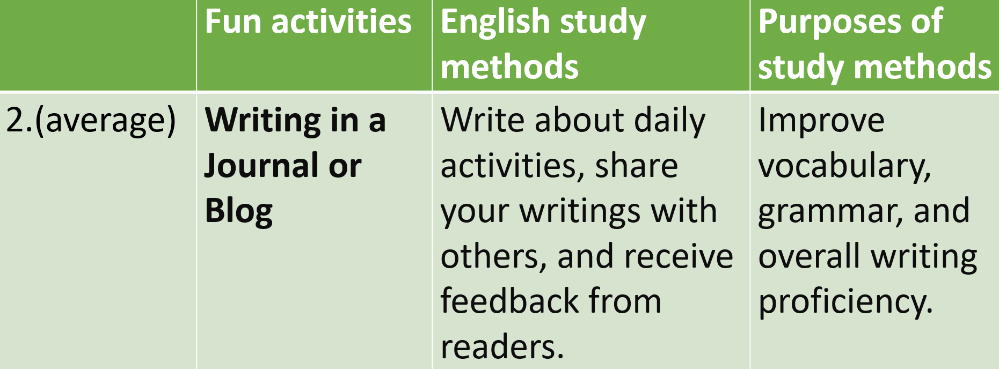 Fun activities
English study
methods
Purposes of
study methods
2.(average)
Writing in a
Journal or
Blog
Write about daily
activities, share
your writings with
others, and receive
feedback from
readers.
Improve
vocabulary,
grammar, and
overall writing
proficiency.